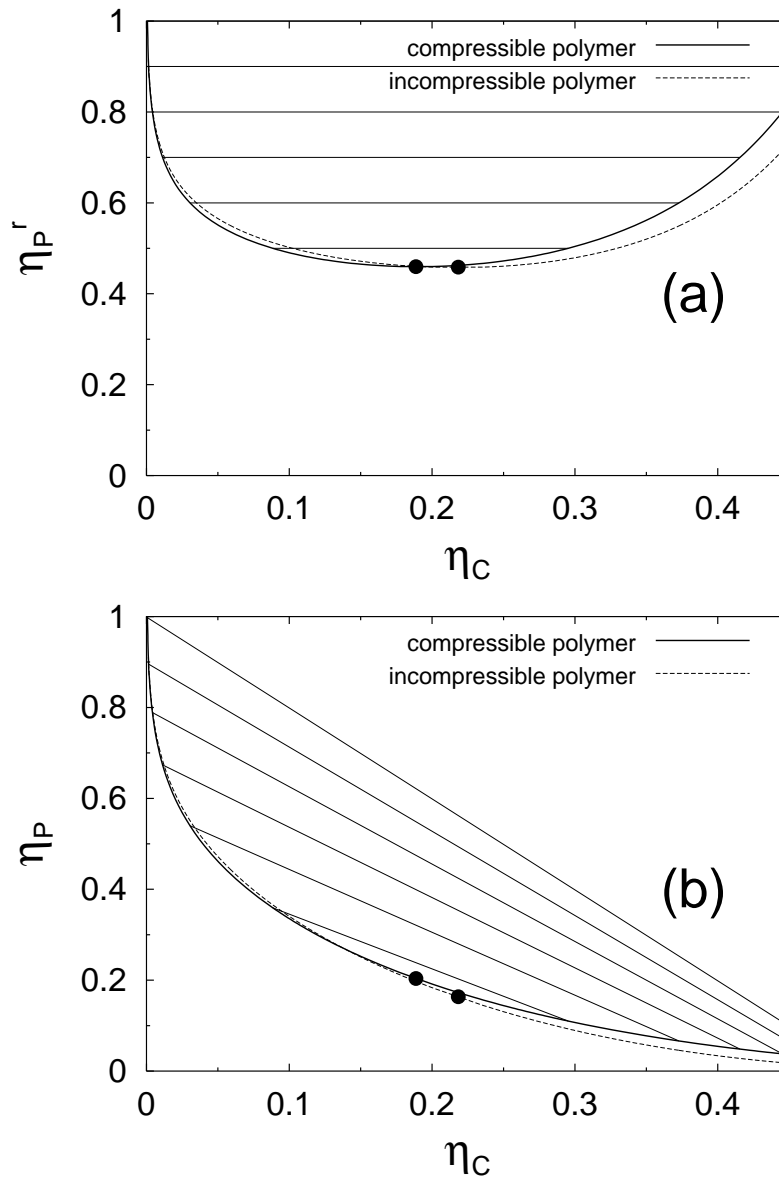 1
compressible polymer
incompressible polymer
0.8
0.6
η_P^r
0.4
(a)
0.2
0
0 0.1 0.2 0.3 0.4
η_C
1
compressible polymer
incompressible polymer
0.8
0.6
η_P
0.4
(b)
0.2
0
0 0.1 0.2 0.3 0.4
η_C